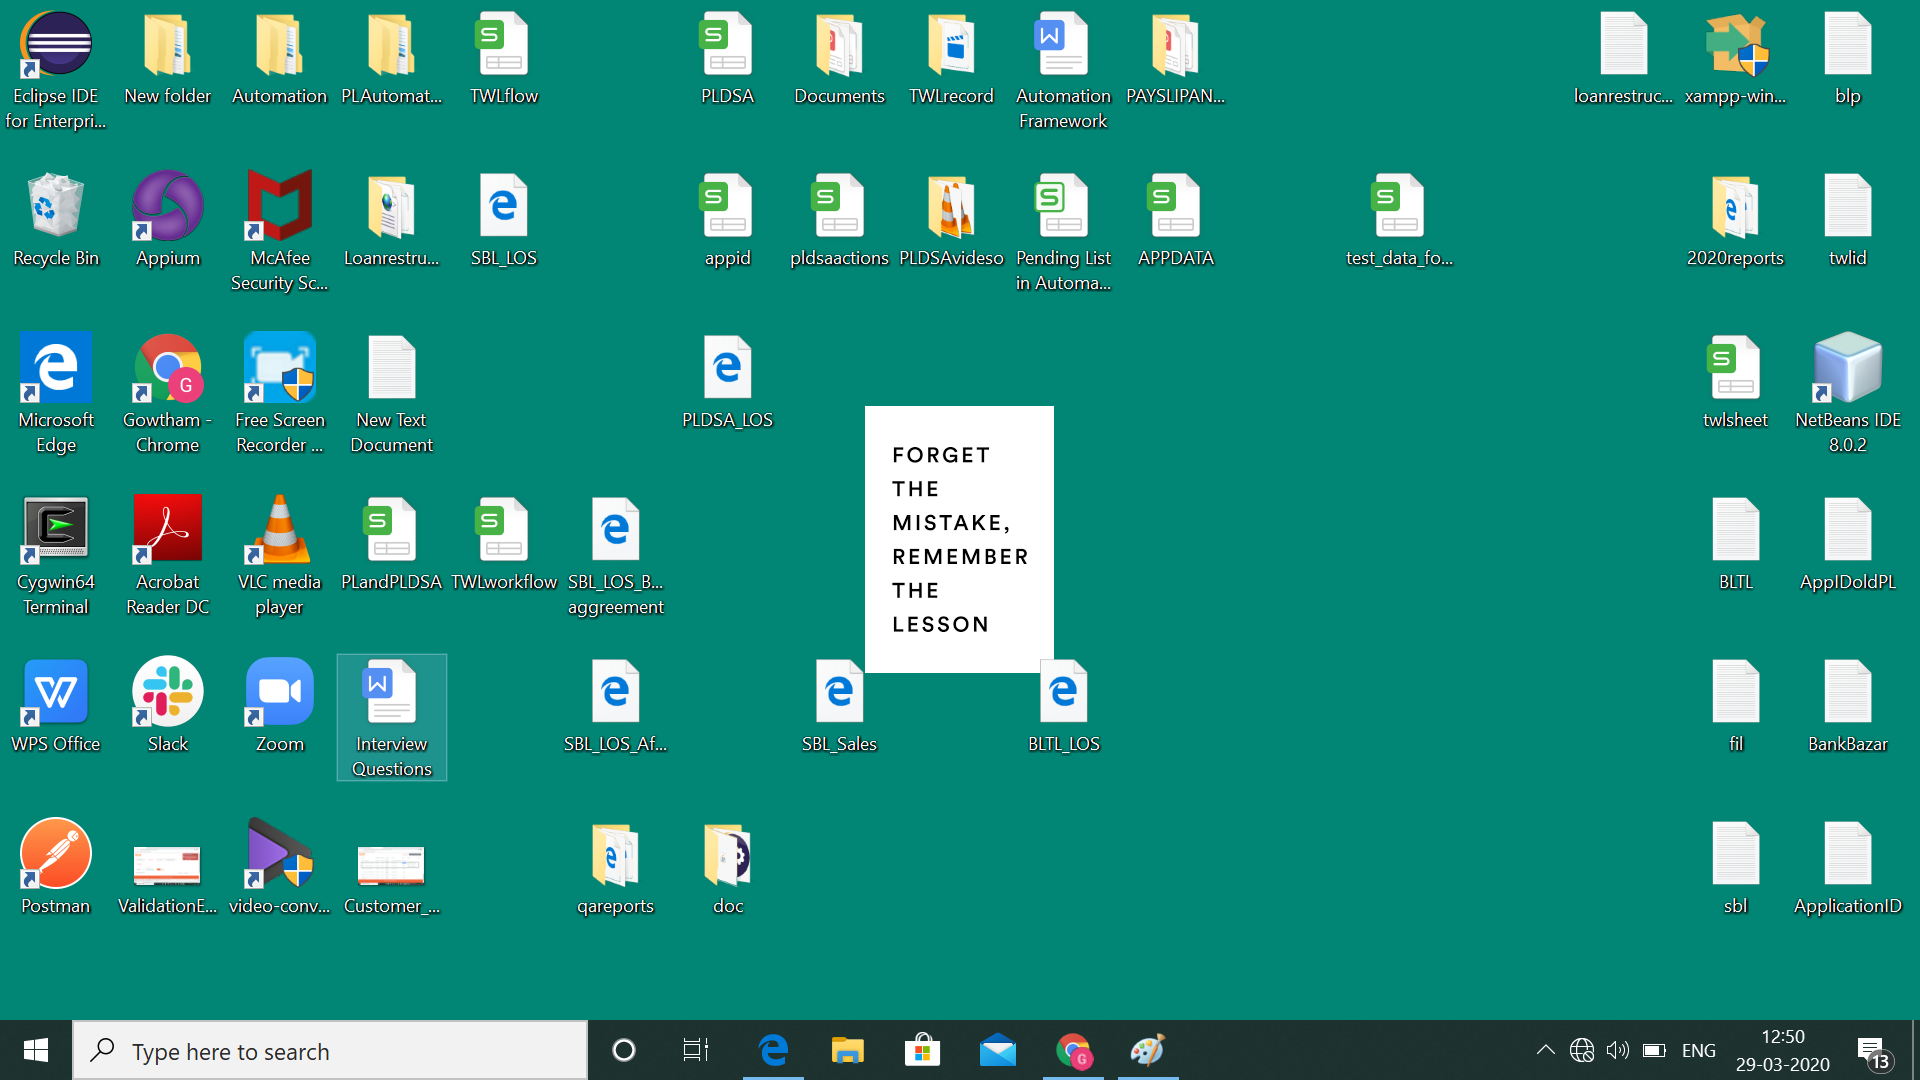 Eclipse IDE
for Enterpri...
New folder
Automation
PLAutomat...
TWLflow
PLDSA
Documents
TWLrecord
Automation
Framework
PAYSLIPAN...
loanrestruc...
xampp-win...
blp
Recycle Bin
Appium
McAfee
Security Sc...
Loanrestru...
SBL_LOS
appid
pldsaactions
PLDSAvideso
Pending List
in Automa...
APPDATA
test_data_fo...
2020reports
twlid
Microsoft
Edge
Gowtham -
Chrome
Free Screen
Recorder ...
New Text
Document
PLDSA_LOS
twlsheet
NetBeans IDE
8.0.2
FORGET
THE
MISTAKE,
REMEMBER
THE
LESSON
Cygwin64
Terminal
Acrobat
Reader DC
VLC media
player
PLandPLDSA
TWLworkflow
SBL_LOS_B...
aggreement
BLTL
AppIDoldPL
WPS Office
Slack
Zoom
Interview
Questions
SBL_LOS_Af...
SBL_Sales
BLTL_LOS
fil
BankBazar
Postman
ValidationE...
video-conv...
Customer_...
qareports
doc
sbl
ApplicationID
Type here to search
ENG
12:50
29-03-2020
13